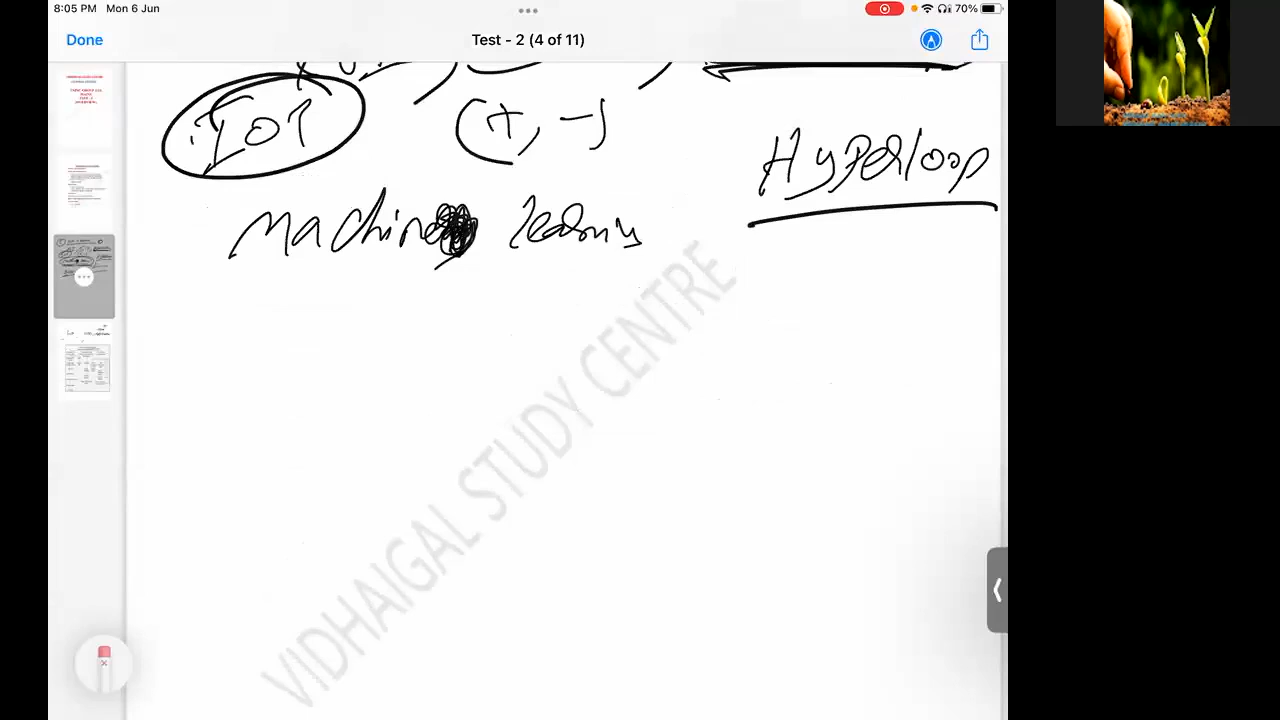 8:05 PM Mon 6 Jun
70%
Done
Test - 2 (4 of 11)
IOT (+, -)
Hyperloop
Machine learning
VIDHAIGAL STUDY CENTRE